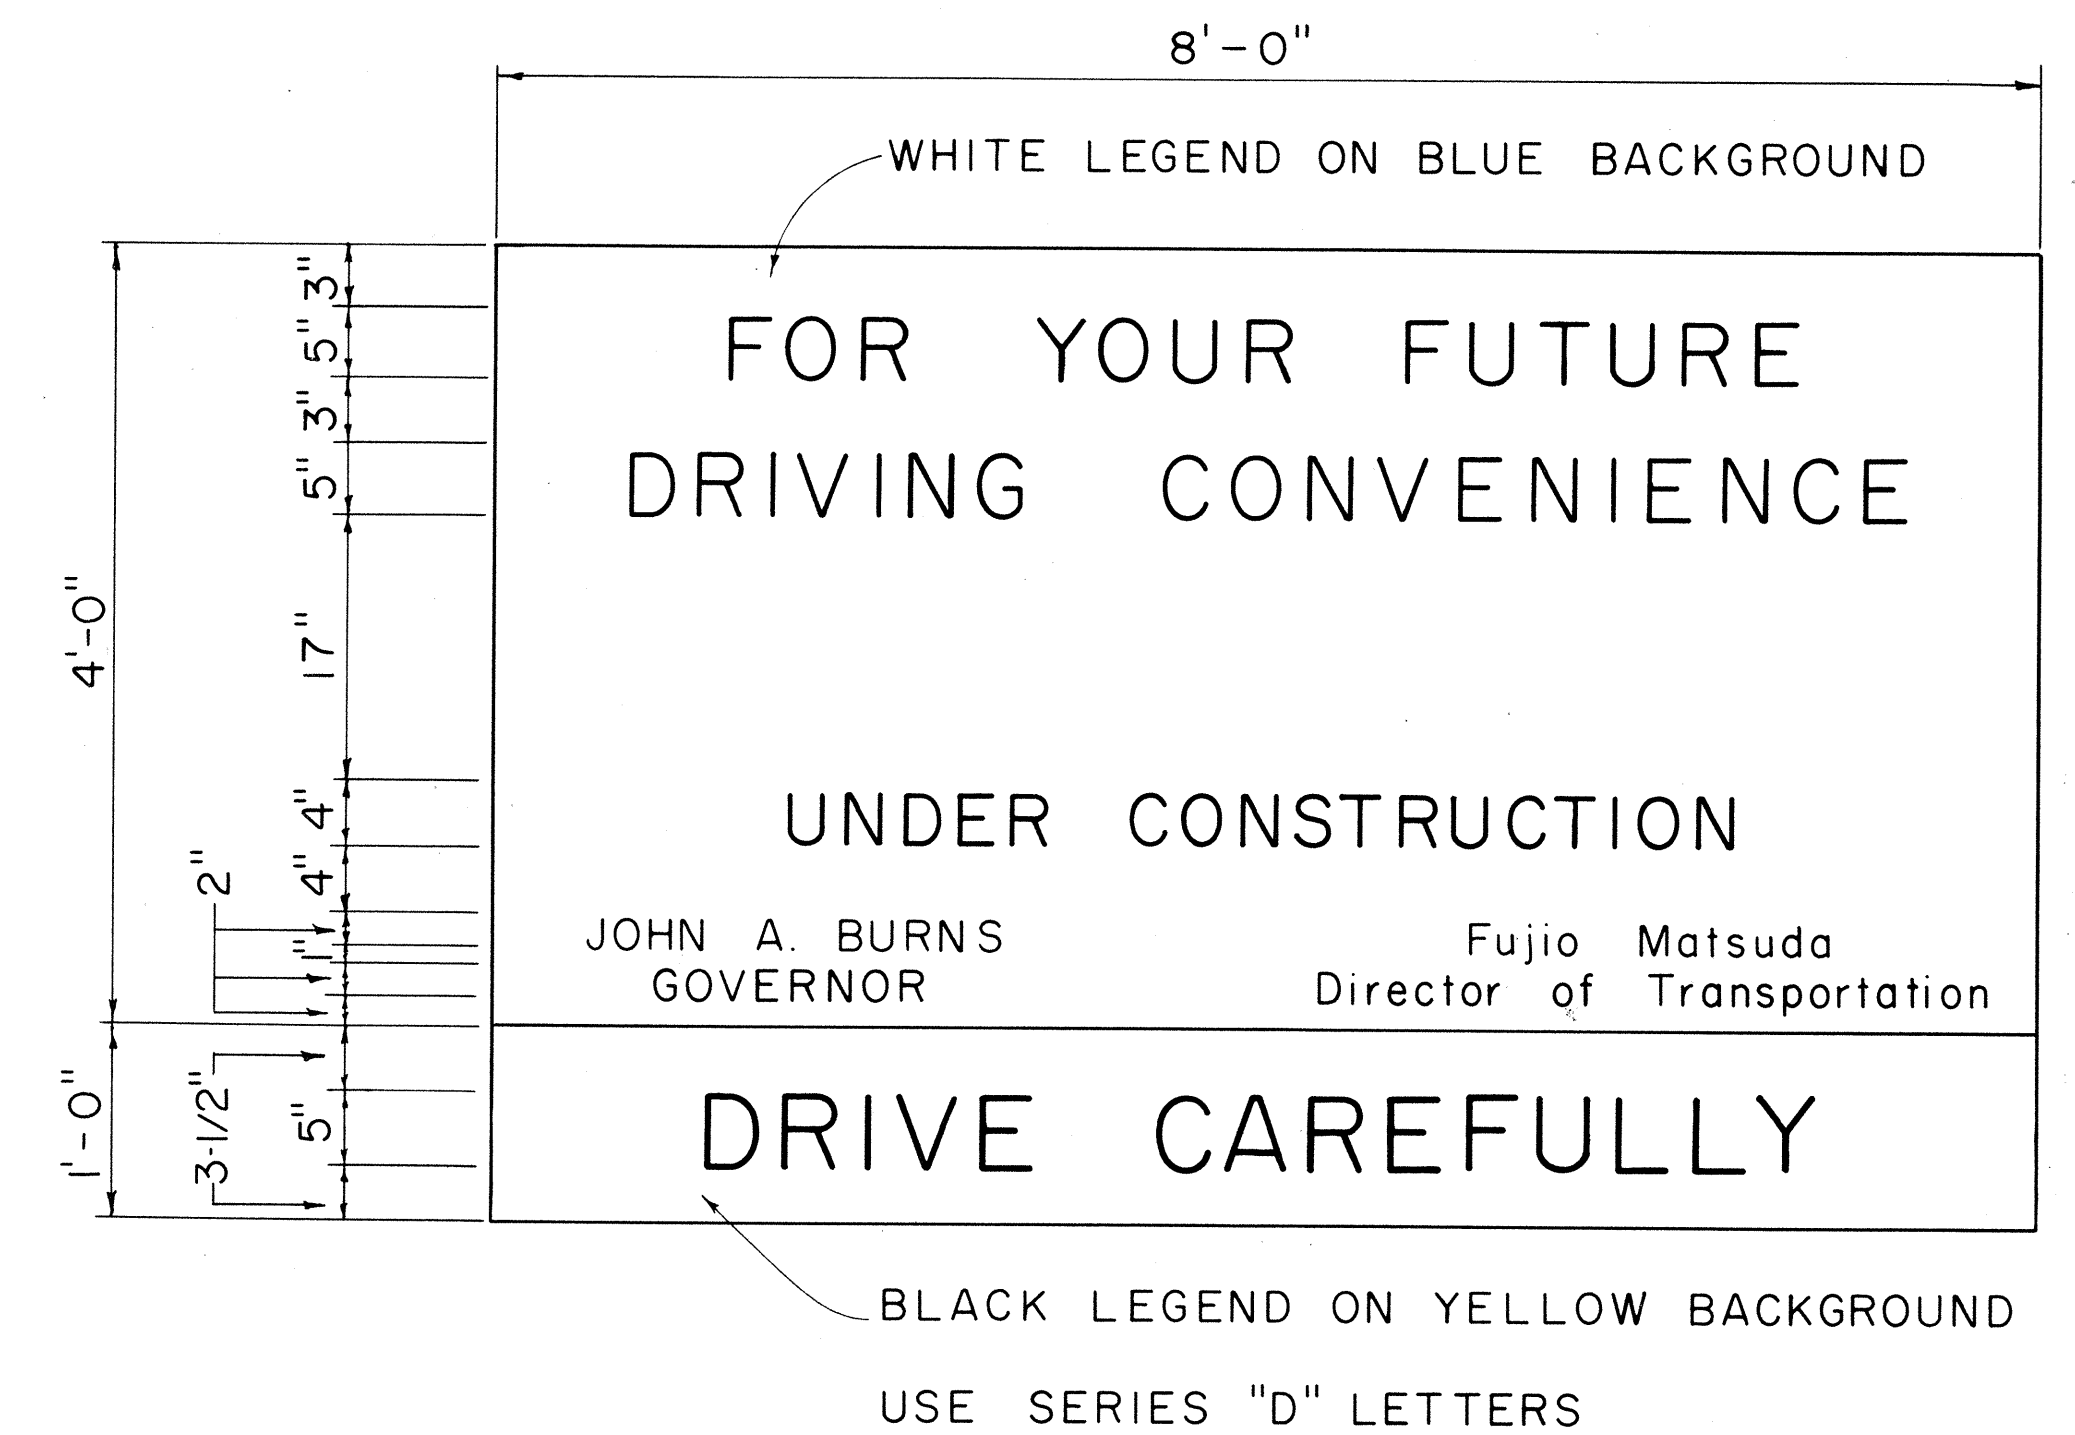 8'-0"
WHITE LEGEND ON BLUE BACKGROUND
4'-0"
3"
5"
3"
5"
17"
4"
4"
2"
1"
FOR YOUR FUTURE
DRIVING CONVENIENCE
UNDER CONSTRUCTION
JOHN A. BURNS
GOVERNOR
Fujio Matsuda
Director of Transportation
1'-0"
3-1/2"
5"
DRIVE CAREFULLY
BLACK LEGEND ON YELLOW BACKGROUND
USE SERIES "D" LETTERS